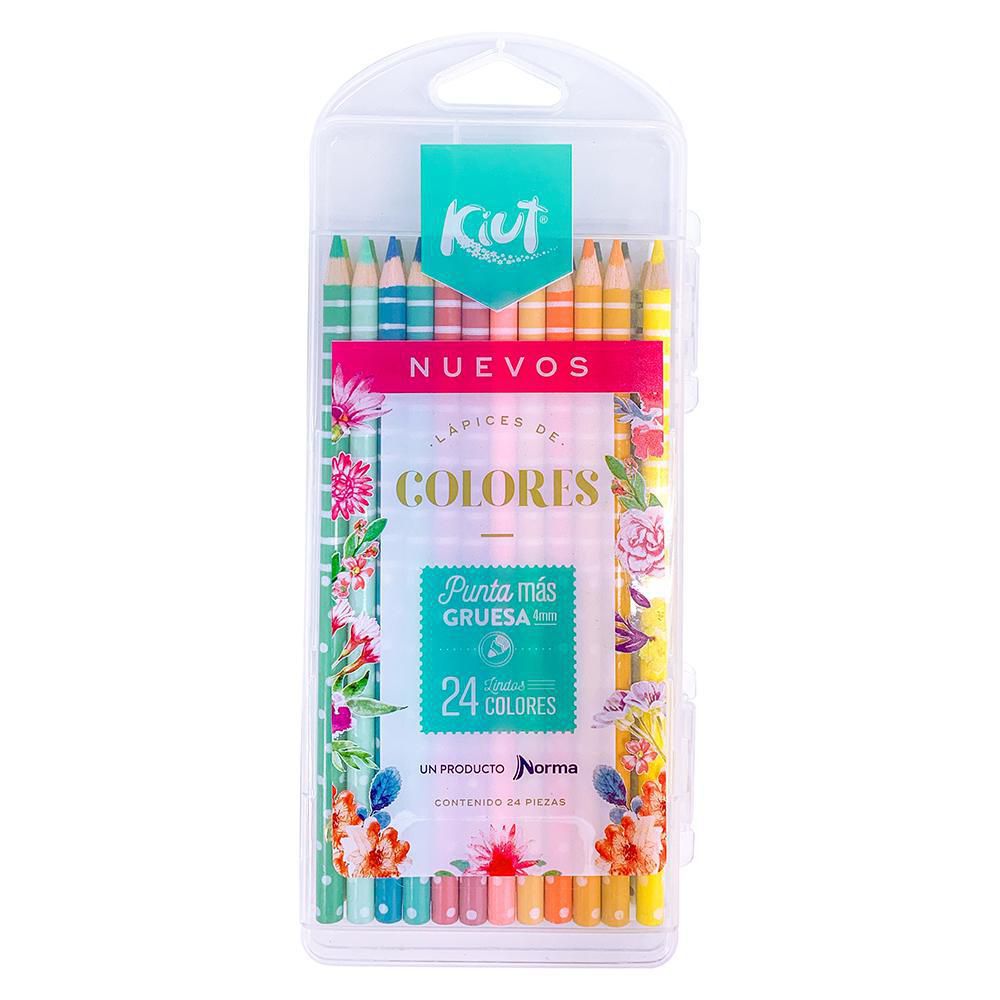 Kiut®
NUEVOS
·LÁPICES DE·
COLORES
Punta más
GRUESA 4mm
24 Lindos
COLORES
UN PRODUCTO Norma
CONTENIDO 24 PIEZAS